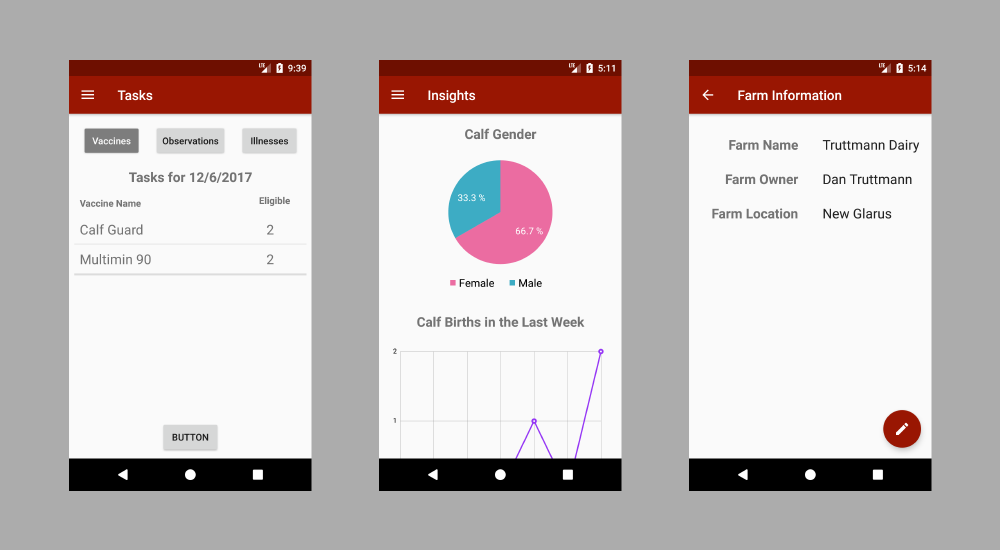 LTE 9:39
Tasks
Vaccines Observations Illnesses
Tasks for 12/6/2017
Vaccine Name Eligible
Calf Guard 2
Multimin 90 2
BUTTON
LTE 5:11
Insights
Calf Gender
33.3 %
66.7 %
Female Male
Calf Births in the Last Week
2
1
LTE 5:14
Farm Information
Farm Name Truttmann Dairy
Farm Owner Dan Truttmann
Farm Location New Glarus